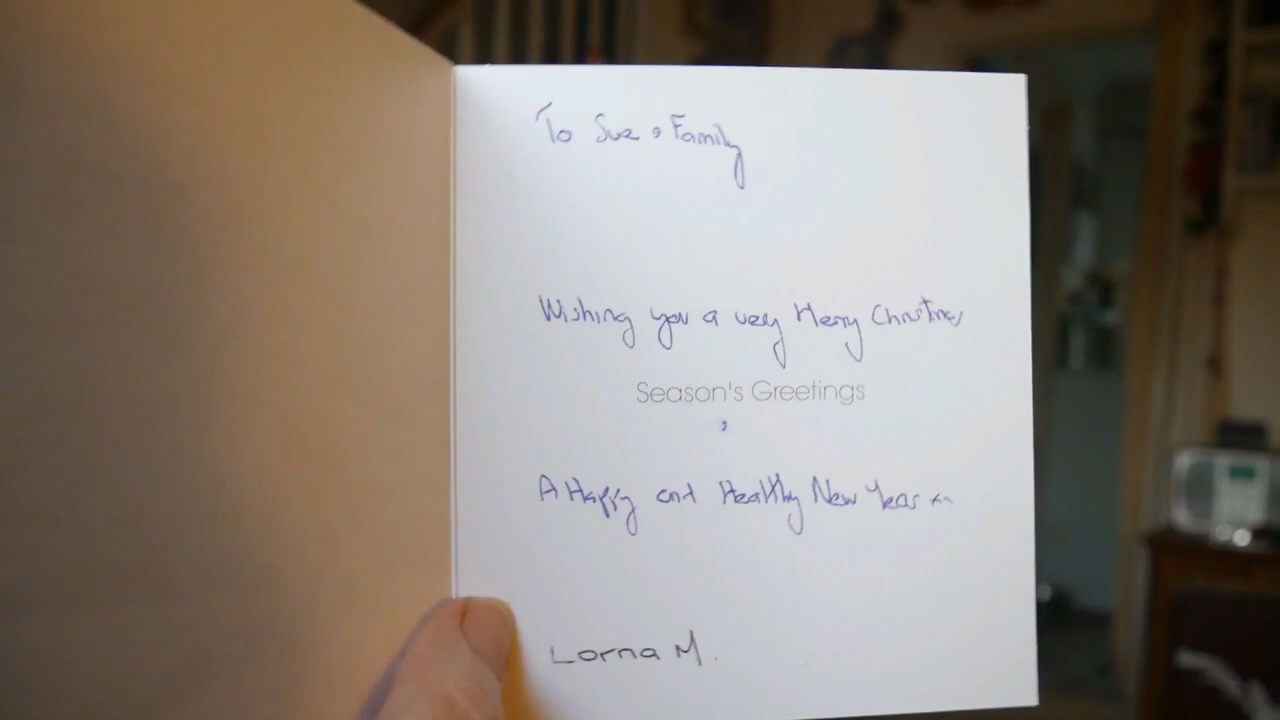 To Sue & Family
Wishing you a very Merry Christmas
Season's Greetings
&
A Happy and Healthy New Year
Lorna M.